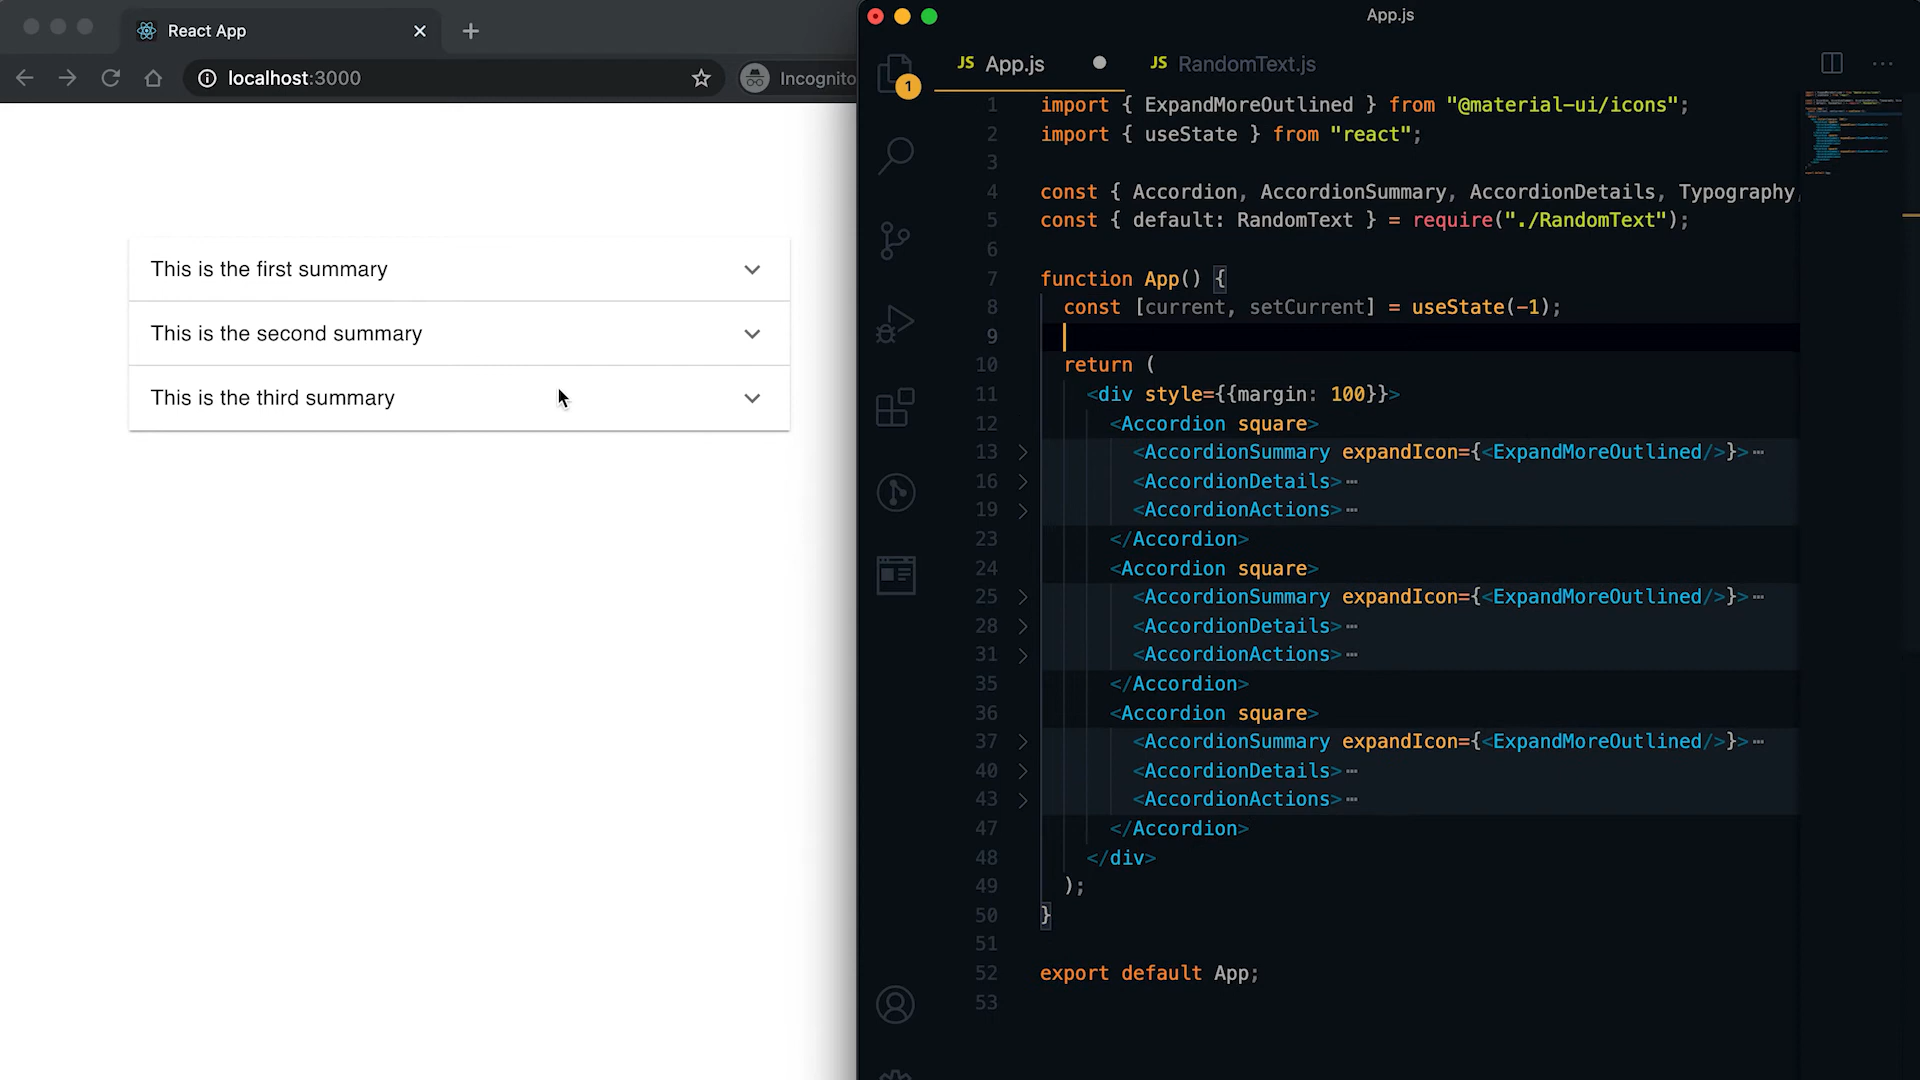 React App
localhost:3000
Incognito
This is the first summary
This is the second summary
This is the third summary
App.js
1
JS App.js
JS RandomText.js
1 import { ExpandMoreOutlined } from "@material-ui/icons";
2 import { useState } from "react";
3
4 const { Accordion, AccordionSummary, AccordionDetails, Typography,
5 const { default: RandomText } = require("./RandomText");
6
7 function App() {
8 const [current, setCurrent] = useState(-1);
9
10 return (
11 <div style={{margin: 100}}>
12 <Accordion square>
13 <AccordionSummary expandIcon={<ExpandMoreOutlined/>}>
16 <AccordionDetails>
19 <AccordionActions>
23 </Accordion>
24 <Accordion square>
25 <AccordionSummary expandIcon={<ExpandMoreOutlined/>}>
28 <AccordionDetails>
31 <AccordionActions>
35 </Accordion>
36 <Accordion square>
37 <AccordionSummary expandIcon={<ExpandMoreOutlined/>}>
40 <AccordionDetails>
43 <AccordionActions>
47 </Accordion>
48 </div>
49 );
50 }
51
52 export default App;
53